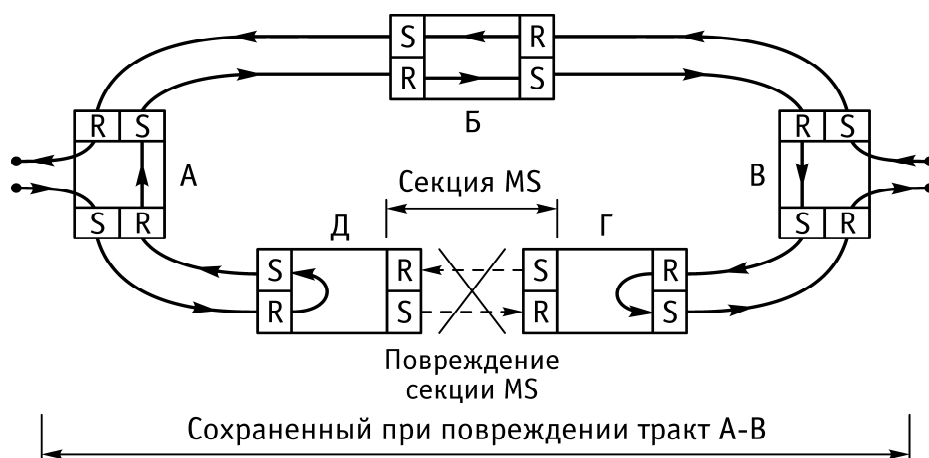 S R
R S
Б
R S
А
S R
R S
В
S R
Секция MS
Д
Г
S R
R S
S R
R S
Повреждение
секции MS
Сохраненный при повреждении тракт А-В